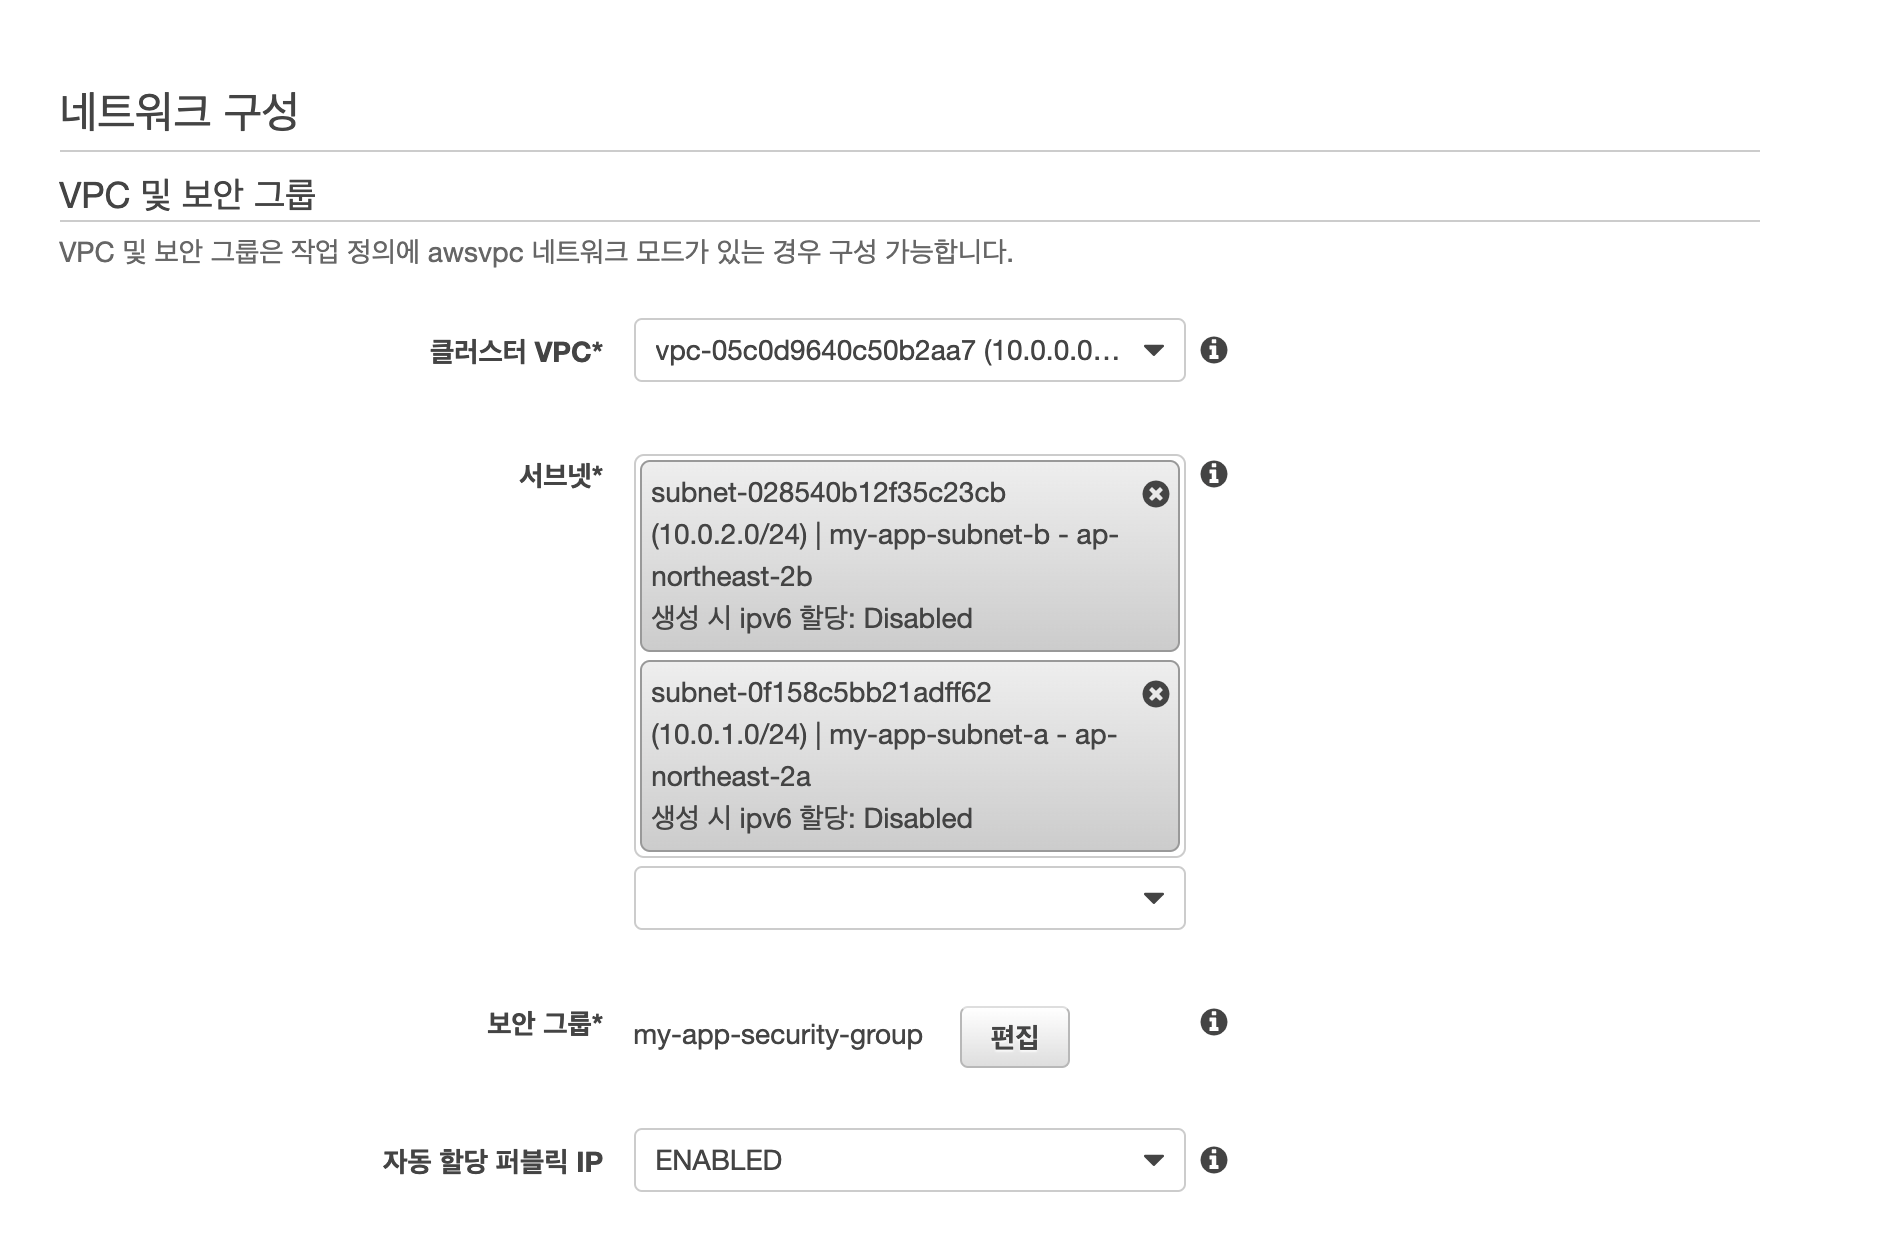 네트워크 구성
VPC 및 보안 그룹
VPC 및 보안 그룹은 작업 정의에 awsvpc 네트워크 모드가 있는 경우 구성 가능합니다.
클러스터 VPC*
vpc-05c0d9640c50b2aa7 (10.0.0.0...
서브넷*
subnet-028540b12f35c23cb
(10.0.2.0/24) | my-app-subnet-b - ap-
northeast-2b
생성 시 ipv6 할당: Disabled
subnet-0f158c5bb21adff62
(10.0.1.0/24) | my-app-subnet-a - ap-
northeast-2a
생성 시 ipv6 할당: Disabled
보안 그룹*
my-app-security-group
편집
자동 할당 퍼블릭 IP
ENABLED